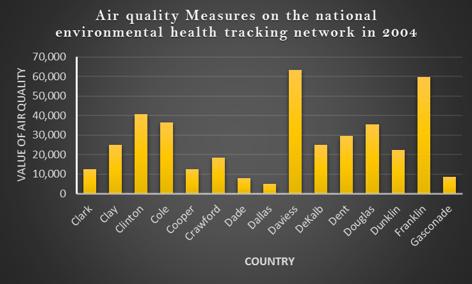 Air quality Measures on the national
environmental health tracking network in 2004
VALUE OF AIR QUALITY
70,000
60,000
50,000
40,000
30,000
20,000
10,000
0
Clark
Clay
Clinton
Cole
Cooper
Crawford
Dade
Dallas
Daviess
DeKalb
Dent
Douglas
Dunklin
Franklin
Gasconade
COUNTRY